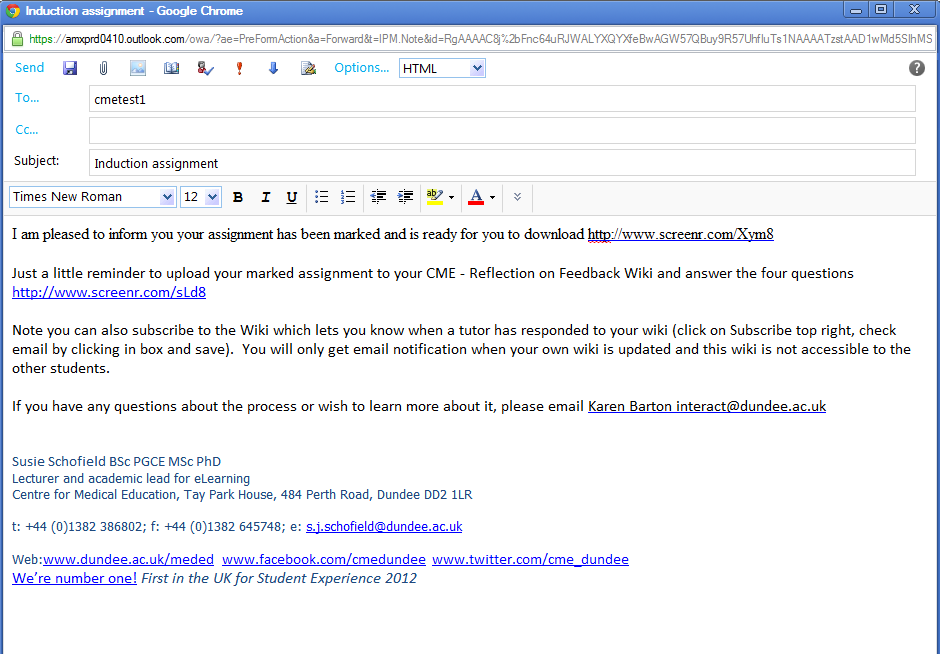 Induction assignment - Google Chrome
https://amxprd0410.outlook.com/owa/?ae=PreFormAction&a=Forward&t=IPM.Note&id=
Send Options... HTML
To... cmetest1
Cc...
Subject: Induction assignment
Times New Roman 12 B I U ab A
I am pleased to inform you your assignment has been marked and is ready for you to download http://www.screenr.com/Xym8
Just a little reminder to upload your marked assignment to your CME - Reflection on Feedback Wiki and answer the four questions
http://www.screenr.com/sLd8
Note you can also subscribe to the Wiki which lets you know when a tutor has responded to your wiki (click on Subscribe top right, check
email by clicking in box and save). You will only get email notification when your own wiki is updated and this wiki is not accessible to the
other students.
If you have any questions about the process or wish to learn more about it, please email Karen Barton interact@dundee.ac.uk
Susie Schofield BSc PGCE MSc PhD
Lecturer and academic lead for eLearning
Centre for Medical Education, Tay Park House, 484 Perth Road, Dundee DD2 1LR
t: +44 (0)1382 386802; f: +44 (0)1382 645748; e: s.j.schofield@dundee.ac.uk
Web:www.dundee.ac.uk/meded www.facebook.com/cmedundee www.twitter.com/cme_dundee
We're number one! First in the UK for Student Experience 2012